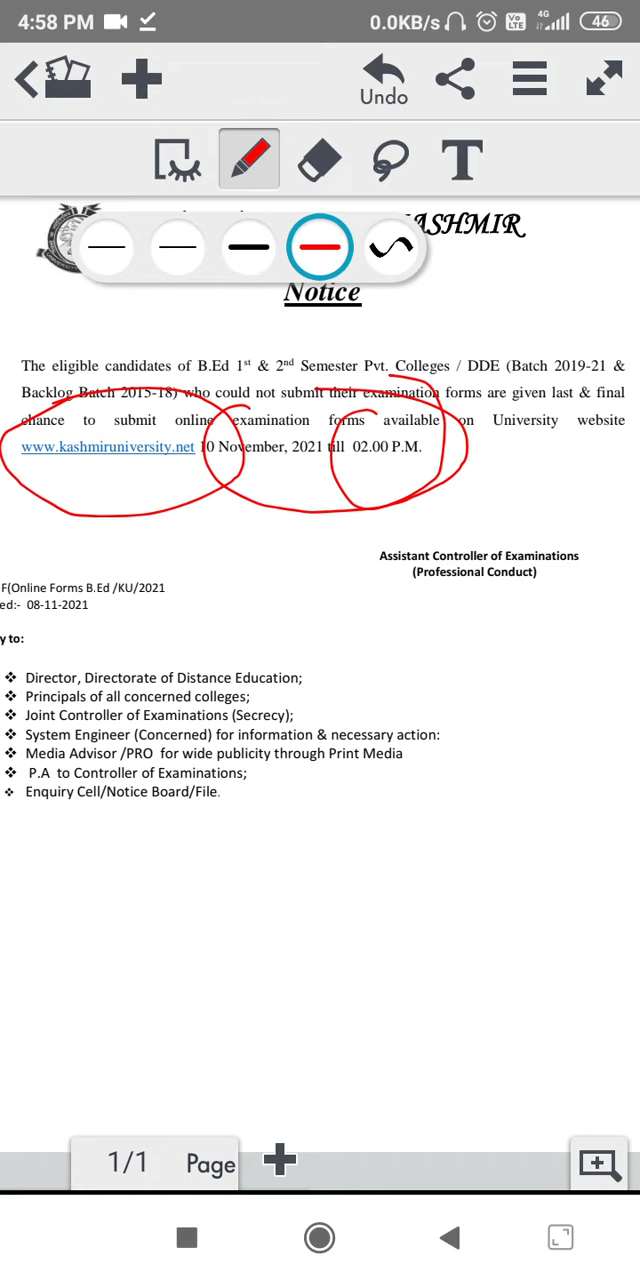 4:58 PM
0.0KB/s
Vo LTE
4G
46
Undo
T
KASHMIR
Notice
The eligible candidates of B.Ed 1st & 2nd Semester Pvt. Colleges / DDE (Batch 2019-21 &
Backlog Batch 2015-18) who could not submit their examination forms are given last & final
chance to submit online examination forms available on University website
www.kashmiruniversity.net 10 November, 2021 till 02.00 P.M.
Assistant Controller of Examinations
(Professional Conduct)
F(Online Forms B.Ed /KU/2021
ed:- 08-11-2021
y to:
❖ Director, Directorate of Distance Education;
❖ Principals of all concerned colleges;
❖ Joint Controller of Examinations (Secrecy);
❖ System Engineer (Concerned) for information & necessary action:
❖ Media Advisor /PRO for wide publicity through Print Media
❖ P.A to Controller of Examinations;
❖ Enquiry Cell/Notice Board/File.
1/1 Page